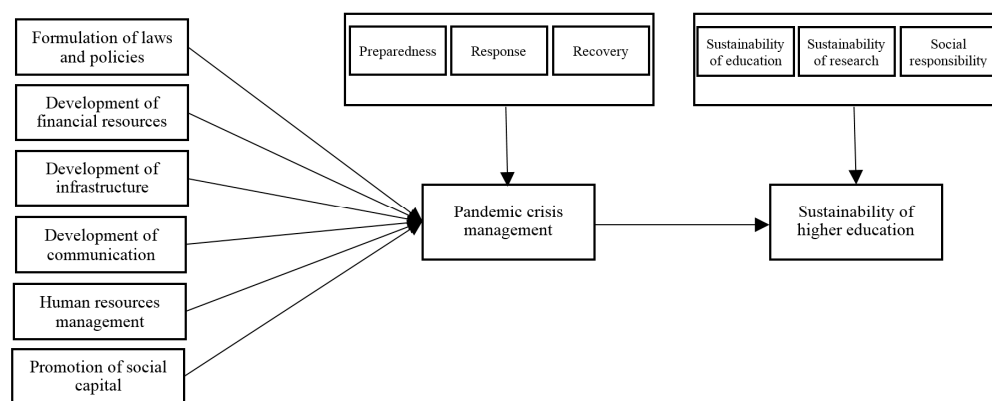 Formulation of laws
and policies
Development of
financial resources
Development of
infrastructure
Development of
communication
Human resources
management
Promotion of social
capital
Preparedness
Response
Recovery
Pandemic crisis
management
Sustainability
of education
Sustainability
of research
Social
responsibility
Sustainability of
higher education